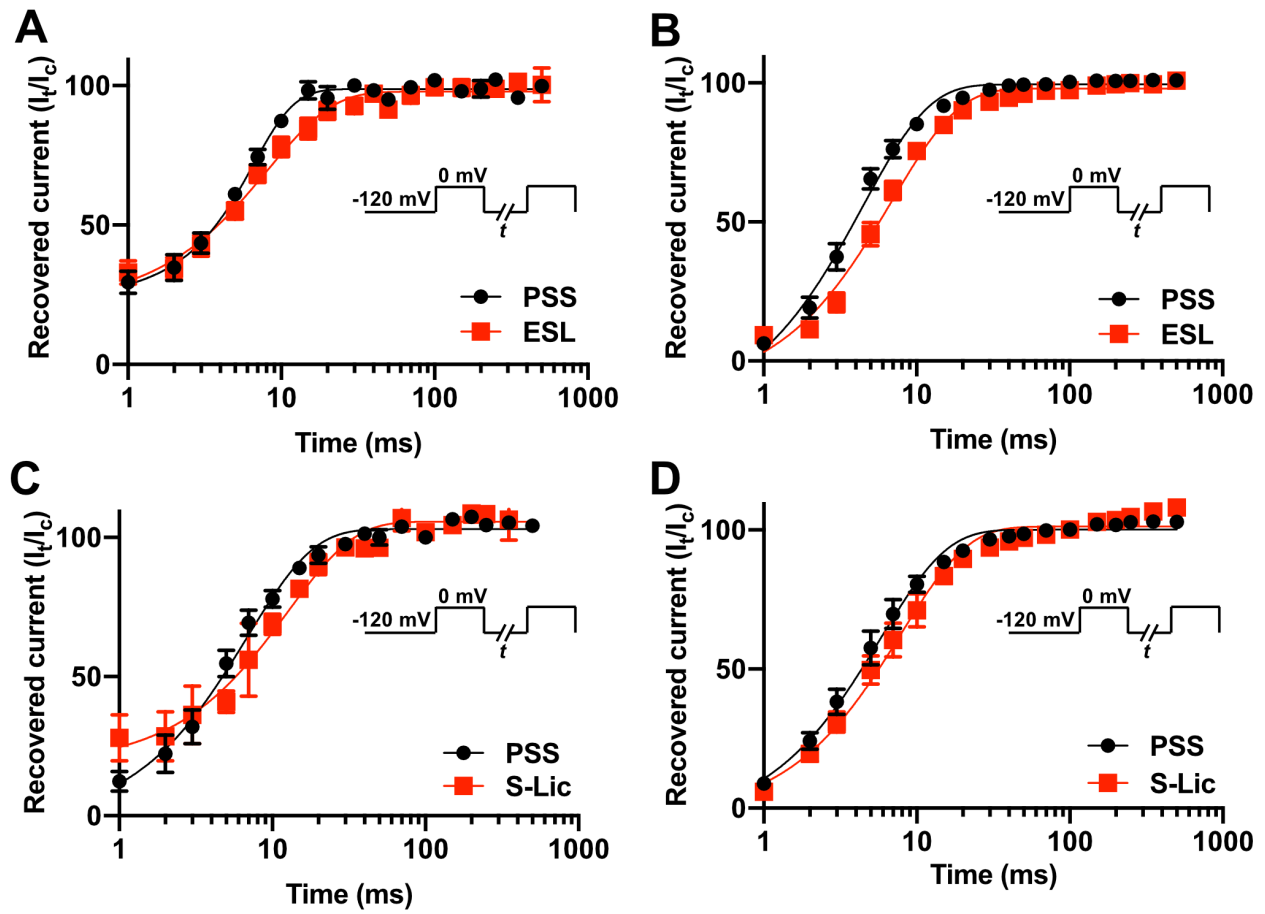 A
Recovered current (It/Ic)
100
50
0
0 mV
-120 mV
t
PSS
ESL
1 10 100 1000
Time (ms)
B
Recovered current (It/Ic)
100
50
0
0 mV
-120 mV
t
PSS
ESL
1 10 100 1000
Time (ms)
C
Recovered current (It/Ic)
100
50
0
0 mV
-120 mV
t
PSS
S-Lic
1 10 100 1000
Time (ms)
D
Recovered current (It/Ic)
100
50
0
0 mV
-120 mV
t
PSS
S-Lic
1 10 100 1000
Time (ms)